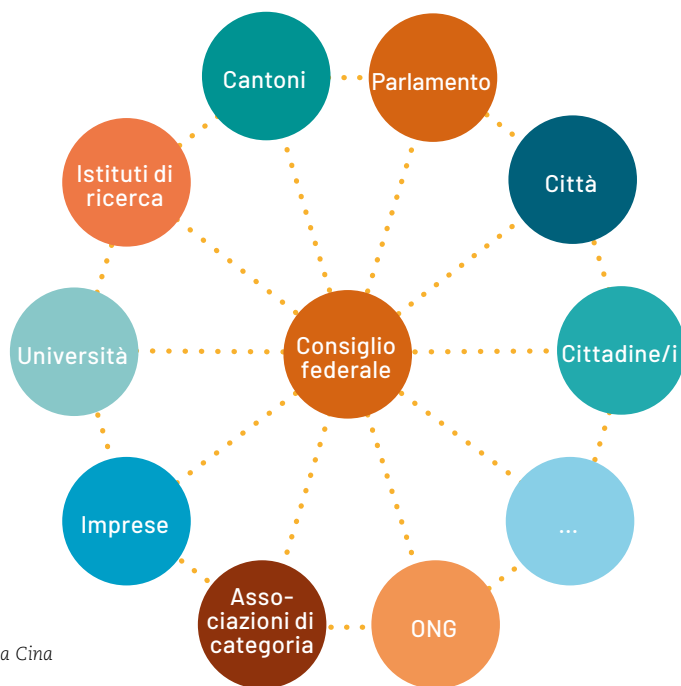 Cantoni
Parlamento
Istituti di
ricerca
Città
Università
Consiglio
federale
Cittadine/i
Imprese
...
Asso-
ciazioni di
categoria
ONG
a Cina